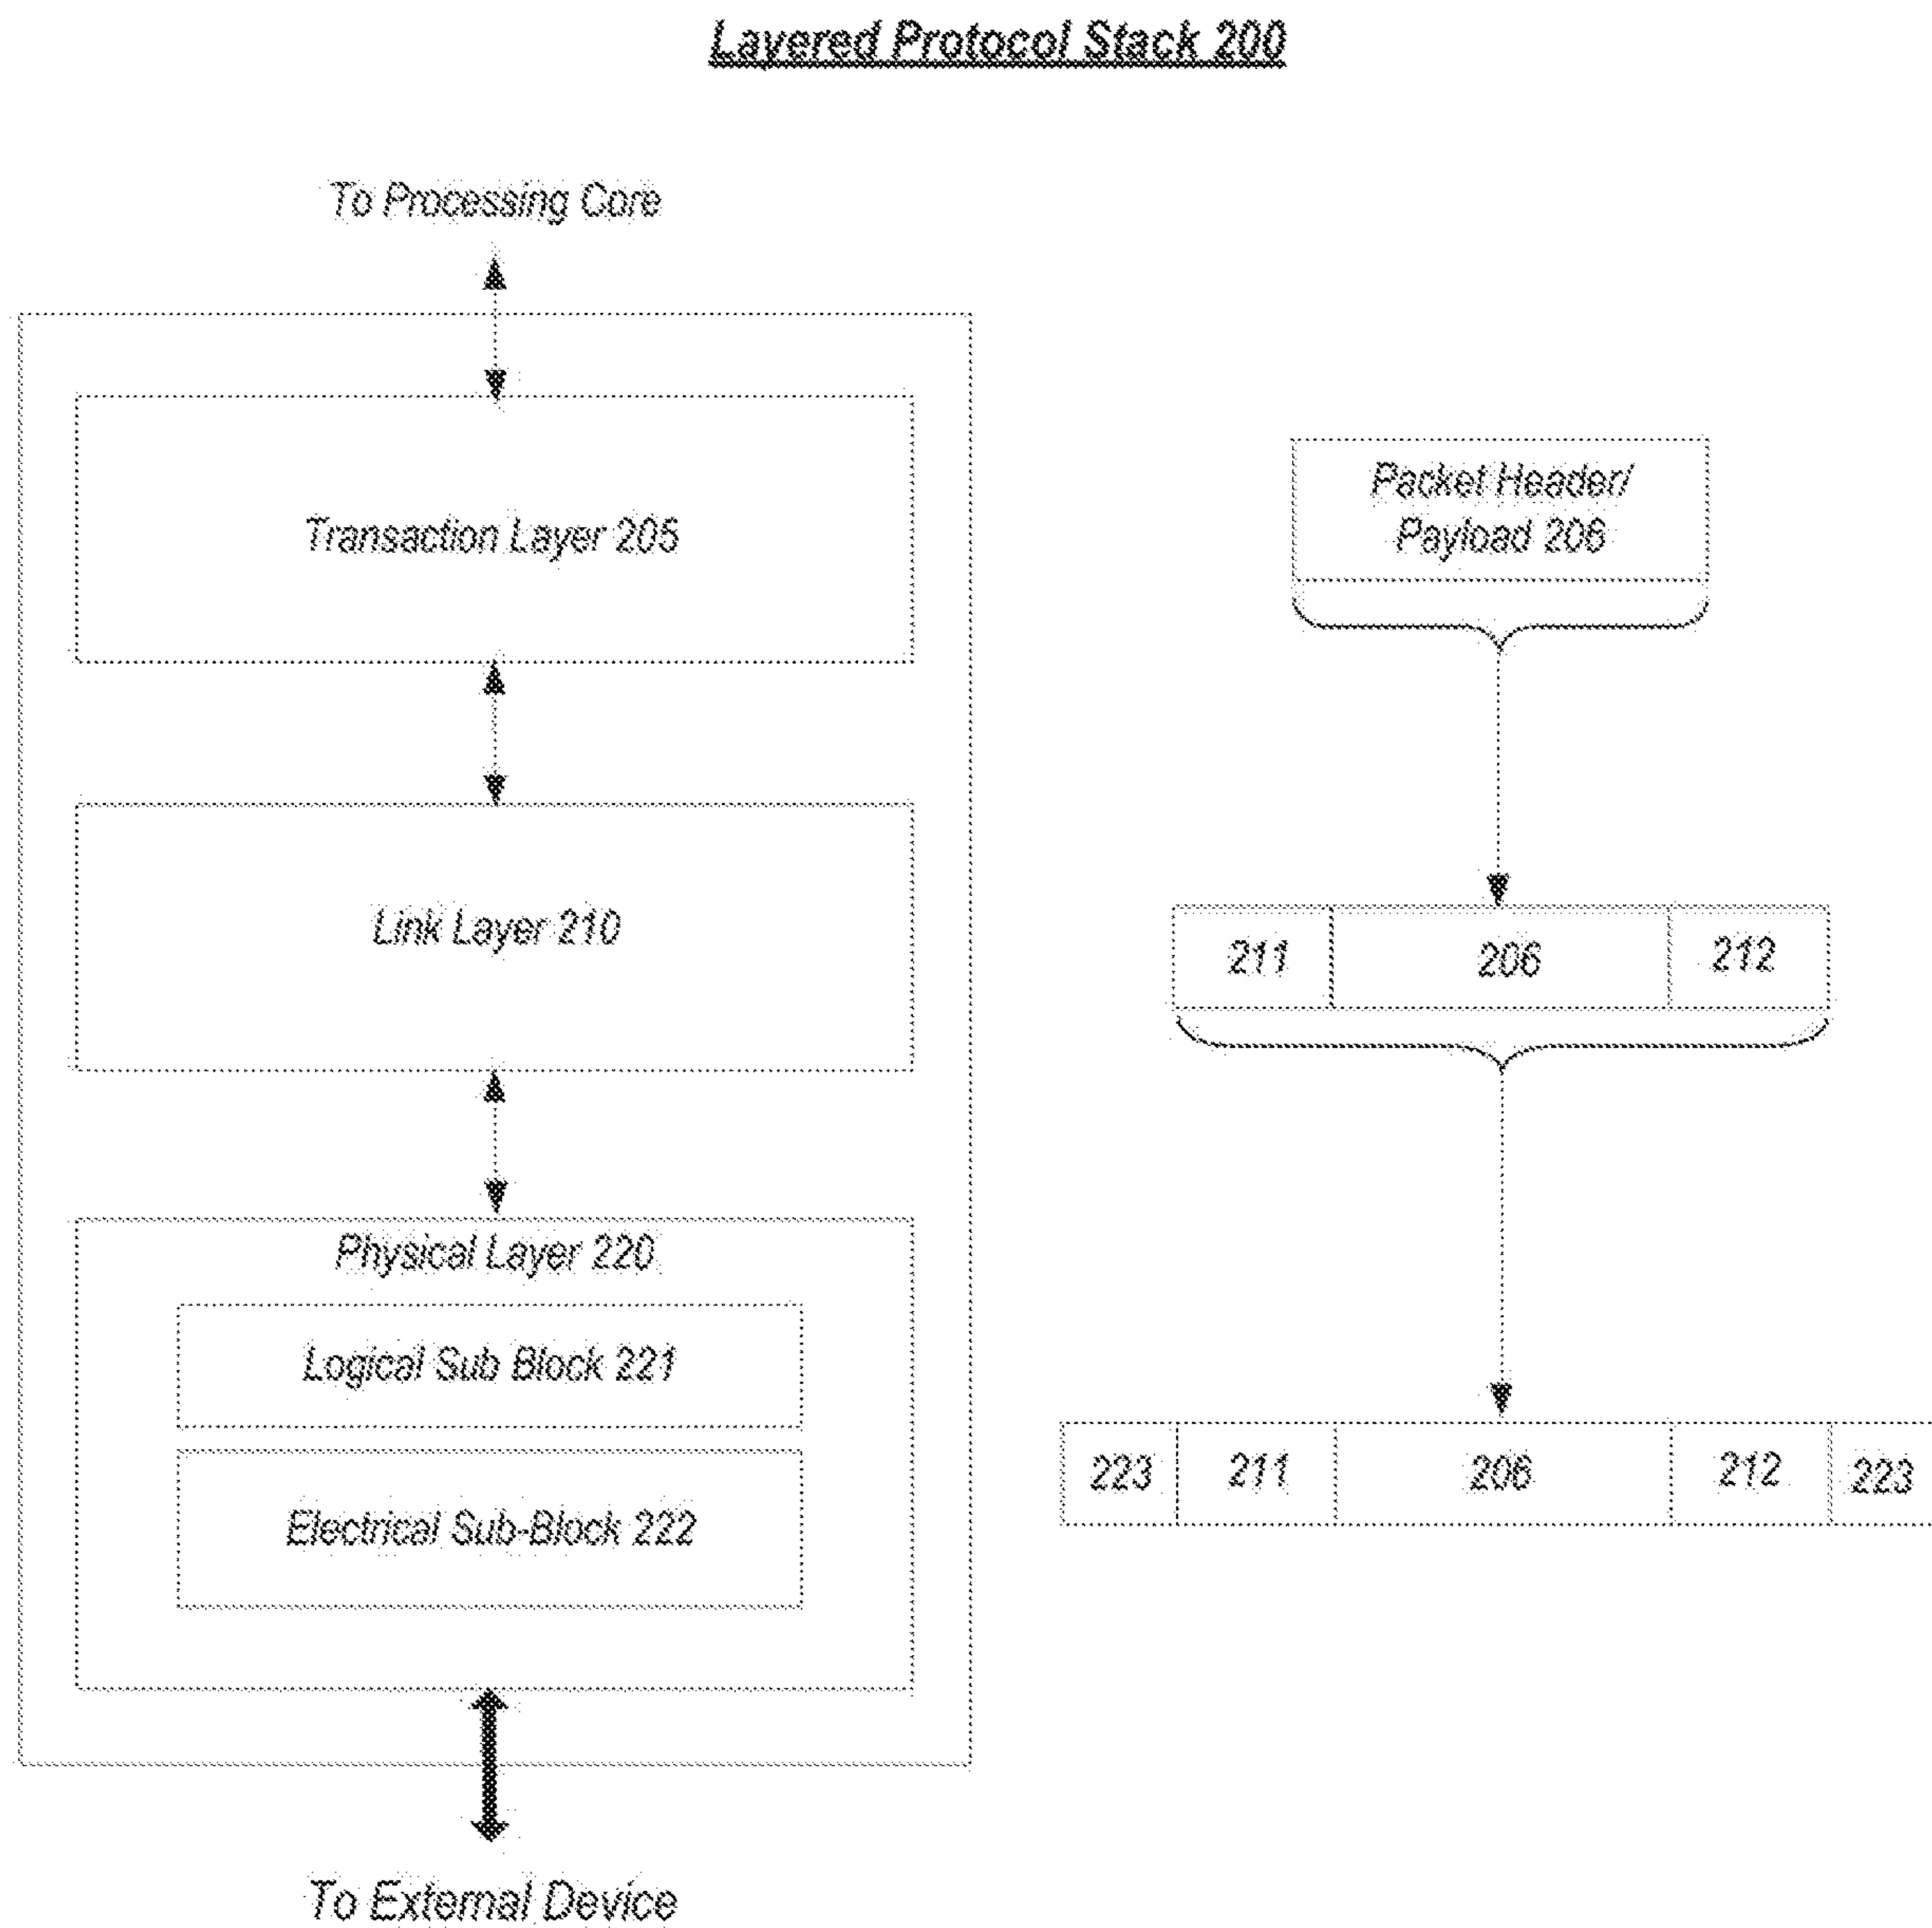 Layered Protocol Stack 200
To Processing Core
Transaction Layer 205
Packet Header/
Payload 206
Link Layer 210
211 206 212
Physical Layer 220
Logical Sub Block 221
Electrical Sub-Block 222
223 211 206 212 223
To External Device